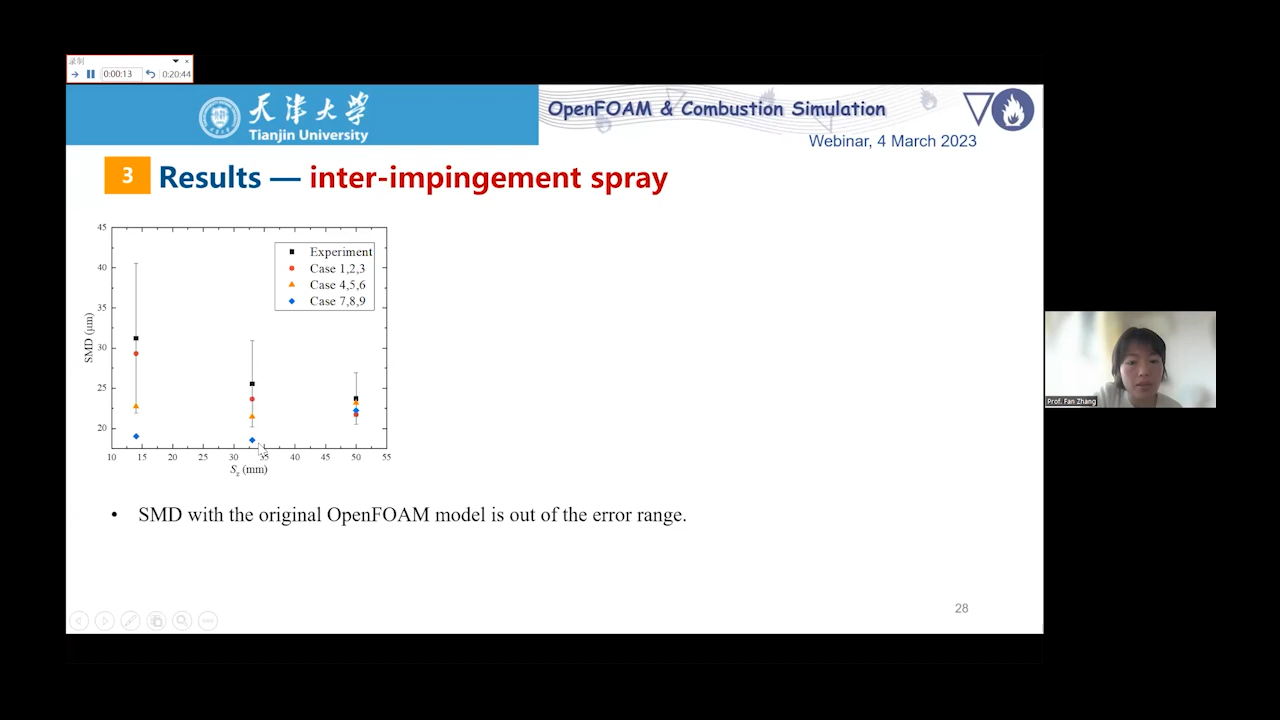 录制
0:00:13 0:20:44
天津大学
Tianjin University
OpenFOAM & Combustion Simulation
Webinar, 4 March 2023
3 Results — inter-impingement spray
45
40
35
30
25
20
SMD (μm)
Experiment
Case 1,2,3
Case 4,5,6
Case 7,8,9
10 15 20 25 30 35 40 45 50 55
Sg (mm)
• SMD with the original OpenFOAM model is out of the error range.
28
Prof. Fan Zhang